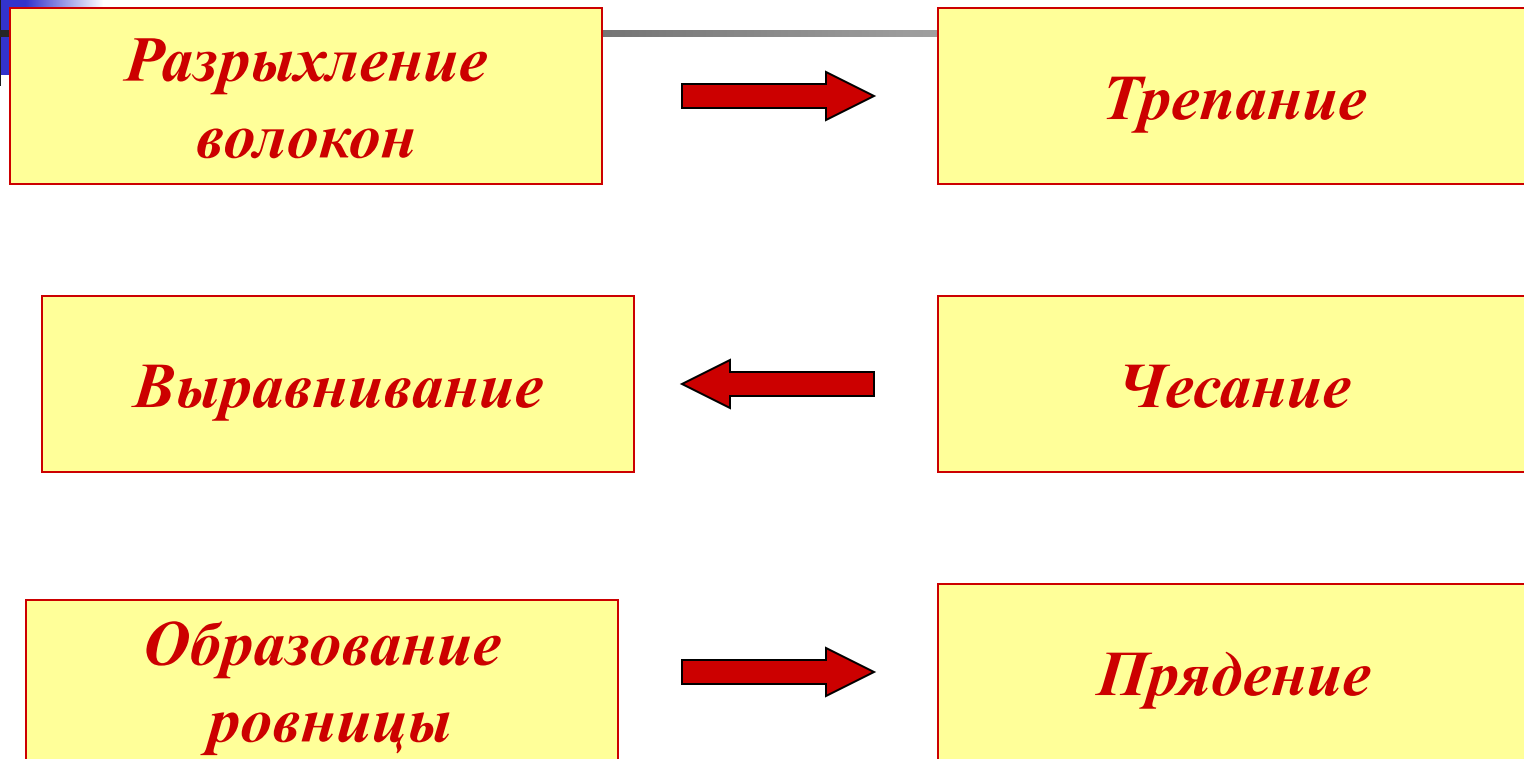 Разрыхление
волокон
Трепание
Выравнивание
Чесание
Образование
ровницы
Прядение